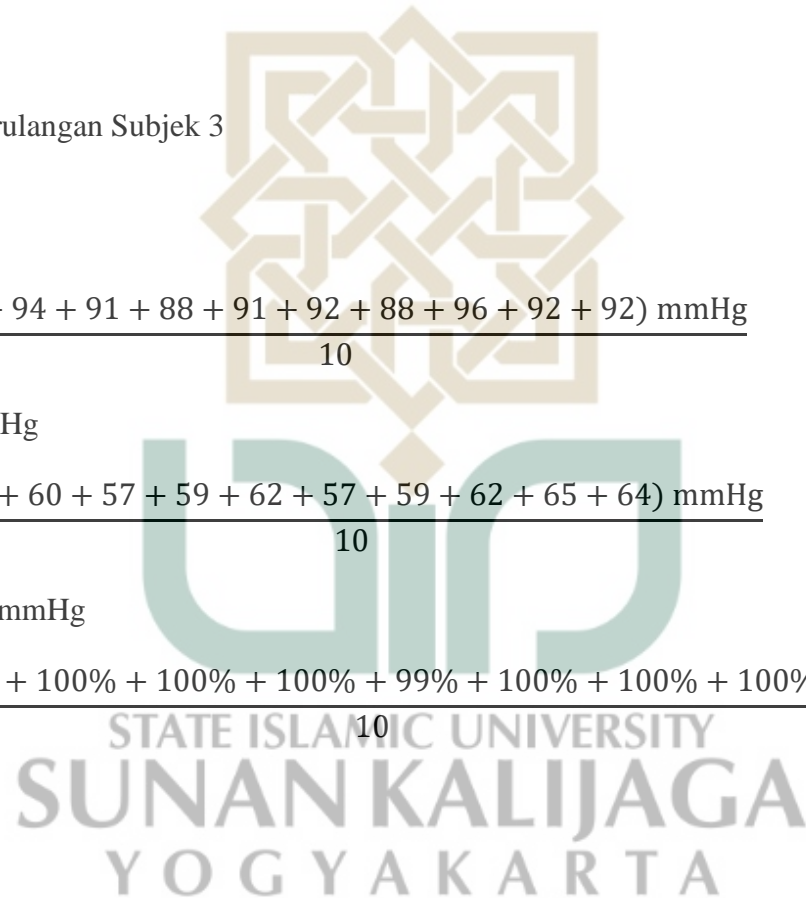 rulangan Subjek 3
94 + 91 + 88 + 91 + 92 + 88 + 96 + 92 + 92) mmHg
10
Hg
+ 60 + 57 + 59 + 62 + 57 + 59 + 62 + 65 + 64) mmHg
10
mmHg
+ 100% + 100% + 100% + 99% + 100% + 100% + 100%
10
STATE ISLAMIC UNIVERSITY
SUNAN KALIJAGA
YOGYAKARTA